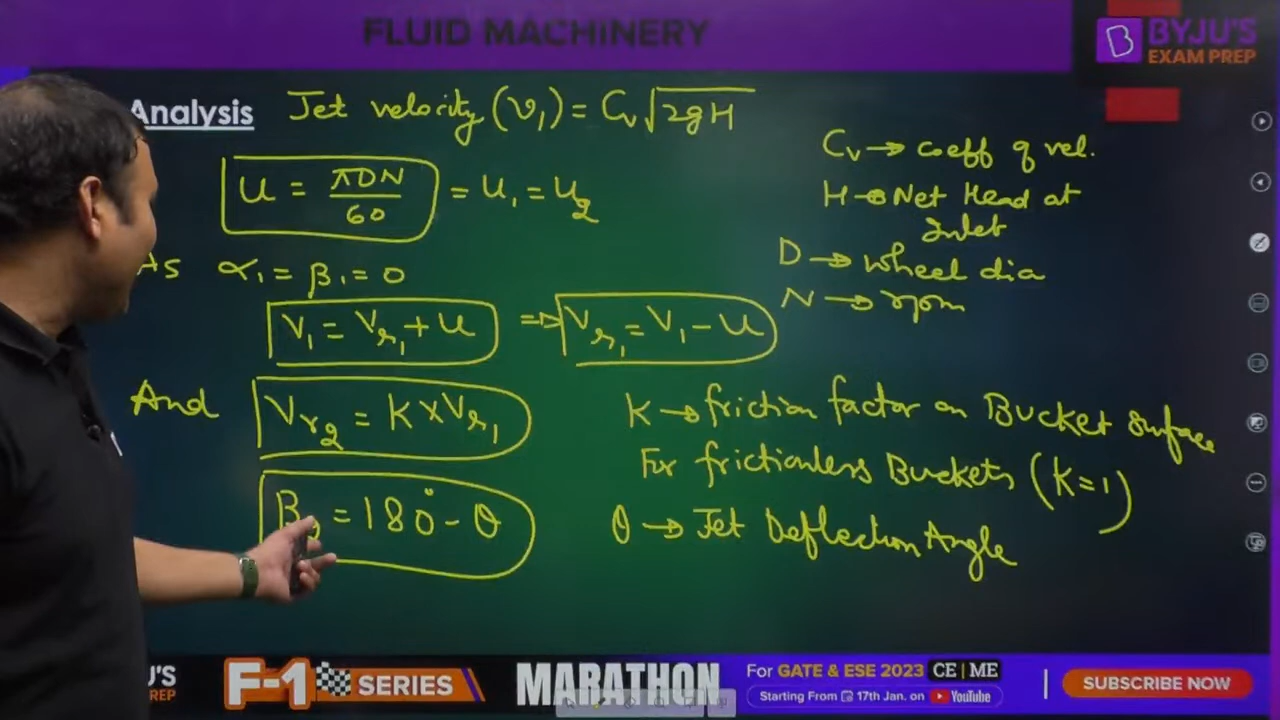 FLUID MACHINERY
BYJU'S
EXAM PREP
Analysis
Jet velocity (V₁) = Cᵥ√2gH
Cᵥ → coeff of vel.
H → Net Head at
Inlet
D → wheel dia
N → rpm
U = πDN/60 = U₁ = U₂
As α₁ = β₁ = 0
V₁ = Vr₁ + U ⇒ Vr₁ = V₁ - U
And Vr₂ = K × Vr₁
K → friction factor on Bucket surface
For frictionless Buckets (K=1)
= 180° - θ
θ → Jet Deflection Angle
F-1 SERIES
MARATHON
For GATE & ESE 2023 CE | ME
Starting From 17th Jan. on YouTube
SUBSCRIBE NOW